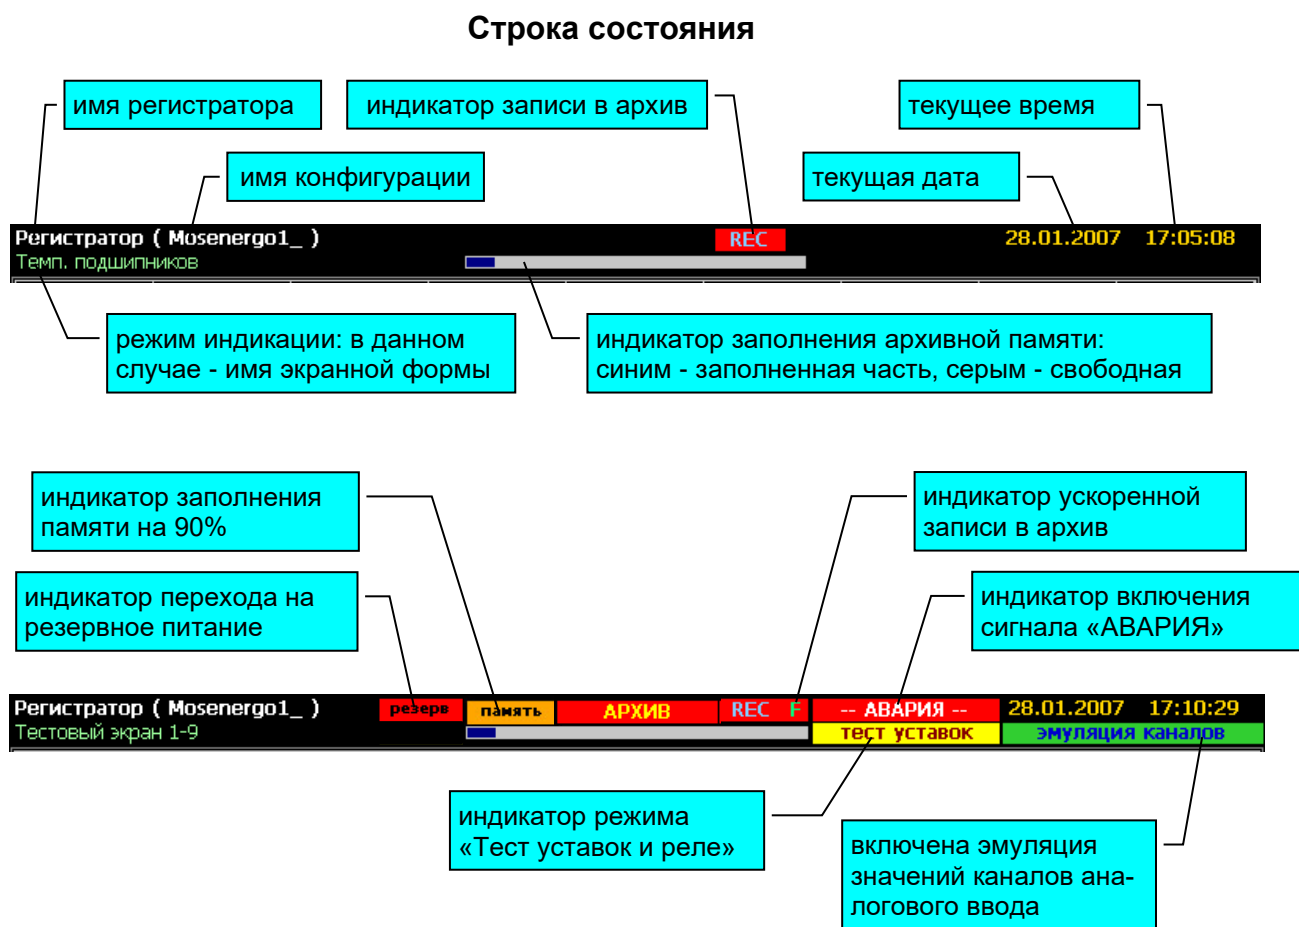 Строка состояния
имя регистратора
индикатор записи в архив
текущее время
имя конфигурации
текущая дата
Регистратор ( Mosenergo1_ )
REC
28.01.2007 17:05:08
Темп. подшипников
режим индикации: в данном
случае - имя экранной формы
индикатор заполнения архивной памяти:
синим - заполненная часть, серым - свободная
индикатор заполнения
памяти на 90%
индикатор ускоренной
записи в архив
индикатор перехода на
резервное питание
индикатор включения
сигнала «АВАРИЯ»
Регистратор ( Mosenergo1_ )
резерв
память
АРХИВ
REC F
-- АВАРИЯ --
28.01.2007 17:10:29
Тестовый экран 1-9
тест уставок
эмуляция каналов
индикатор режима
«Тест уставок и реле»
включена эмуляция
значений каналов ана-
логового ввода